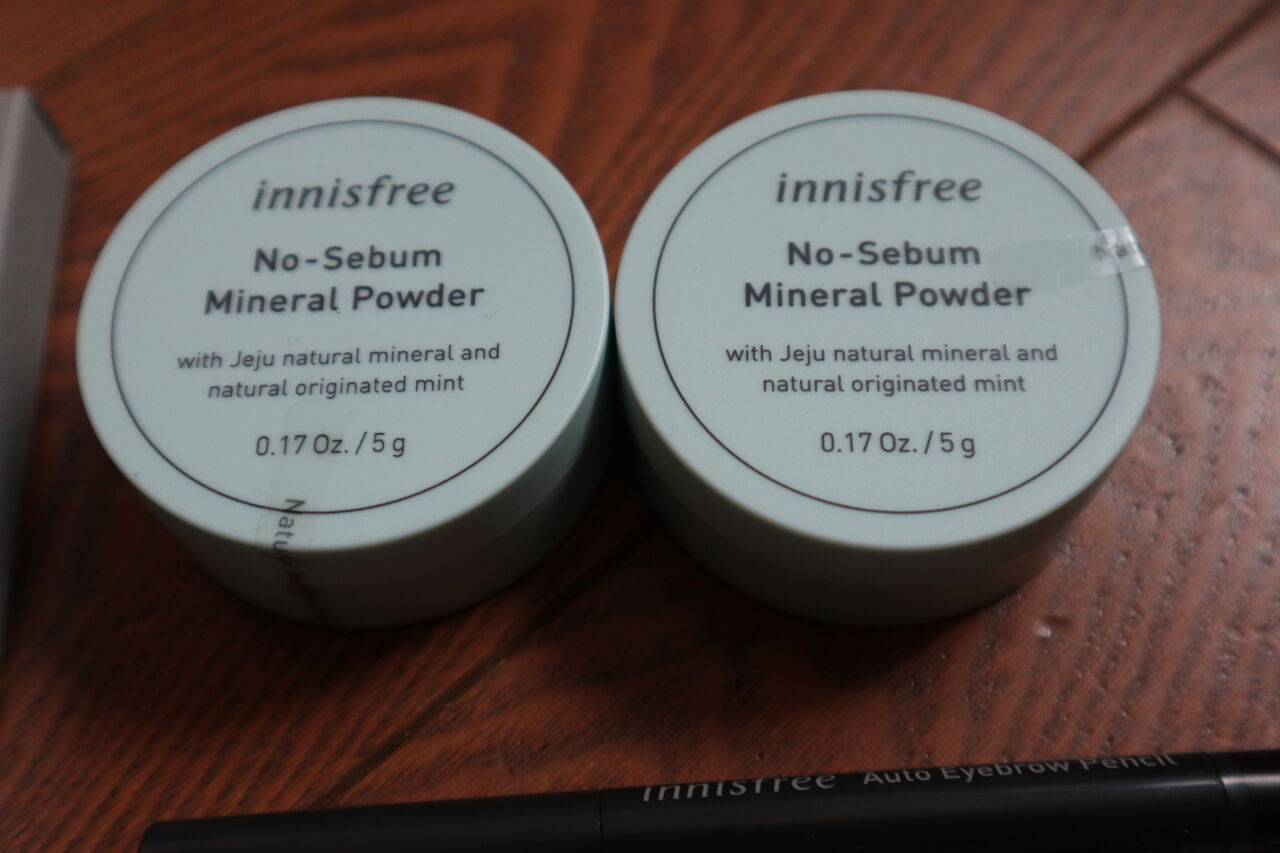 innisfree
No-Sebum
Mineral Powder
with Jeju natural mineral and
natural originated mint
0.17 Oz. / 5 g
innisfree
No-Sebum
Mineral Powder
with Jeju natural mineral and
natural originated mint
0.17 Oz. / 5 g
innisfree Auto Eyebrow Pencil